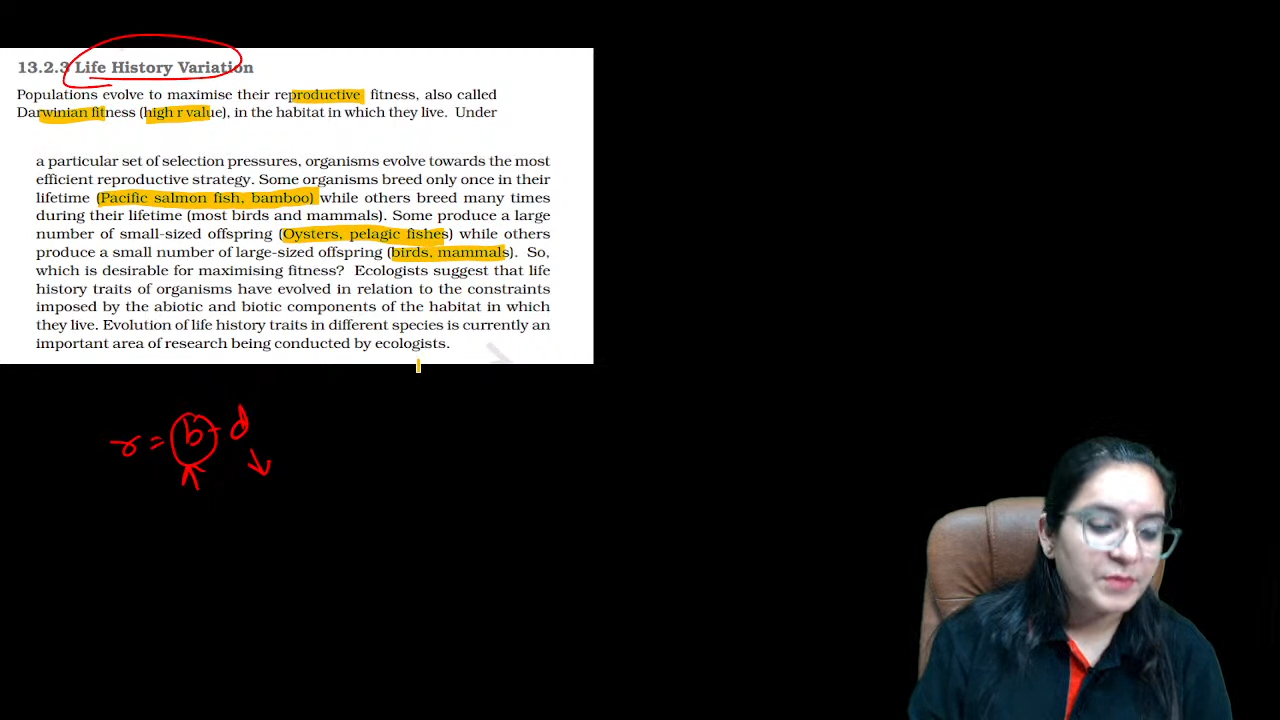 13.2.3 Life History Variation
Populations evolve to maximise their reproductive fitness, also called
Darwinian fitness (high r value), in the habitat in which they live. Under
a particular set of selection pressures, organisms evolve towards the most
efficient reproductive strategy. Some organisms breed only once in their
lifetime (Pacific salmon fish, bamboo) while others breed many times
during their lifetime (most birds and mammals). Some produce a large
number of small-sized offspring (Oysters, pelagic fishes) while others
produce a small number of large-sized offspring (birds, mammals). So,
which is desirable for maximising fitness? Ecologists suggest that life
history traits of organisms have evolved in relation to the constraints
imposed by the abiotic and biotic components of the habitat in which
they live. Evolution of life history traits in different species is currently an
important area of research being conducted by ecologists.
r = b - d